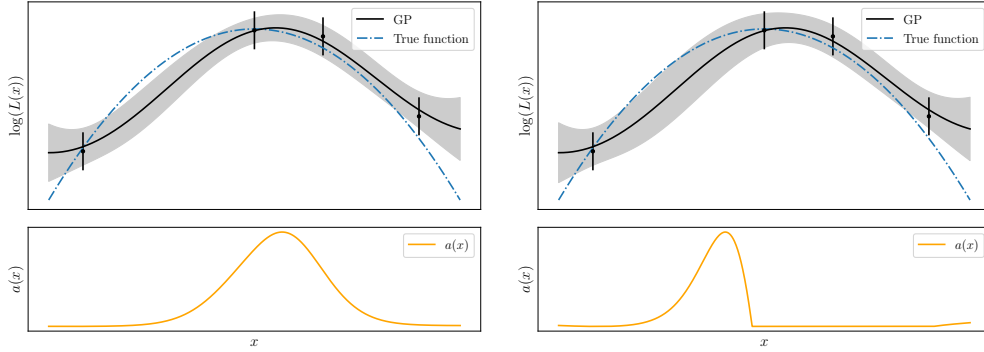 GP
True function
log(L(x))
a(x)
a(x)
x
GP
True function
log(L(x))
a(x)
a(x)
x